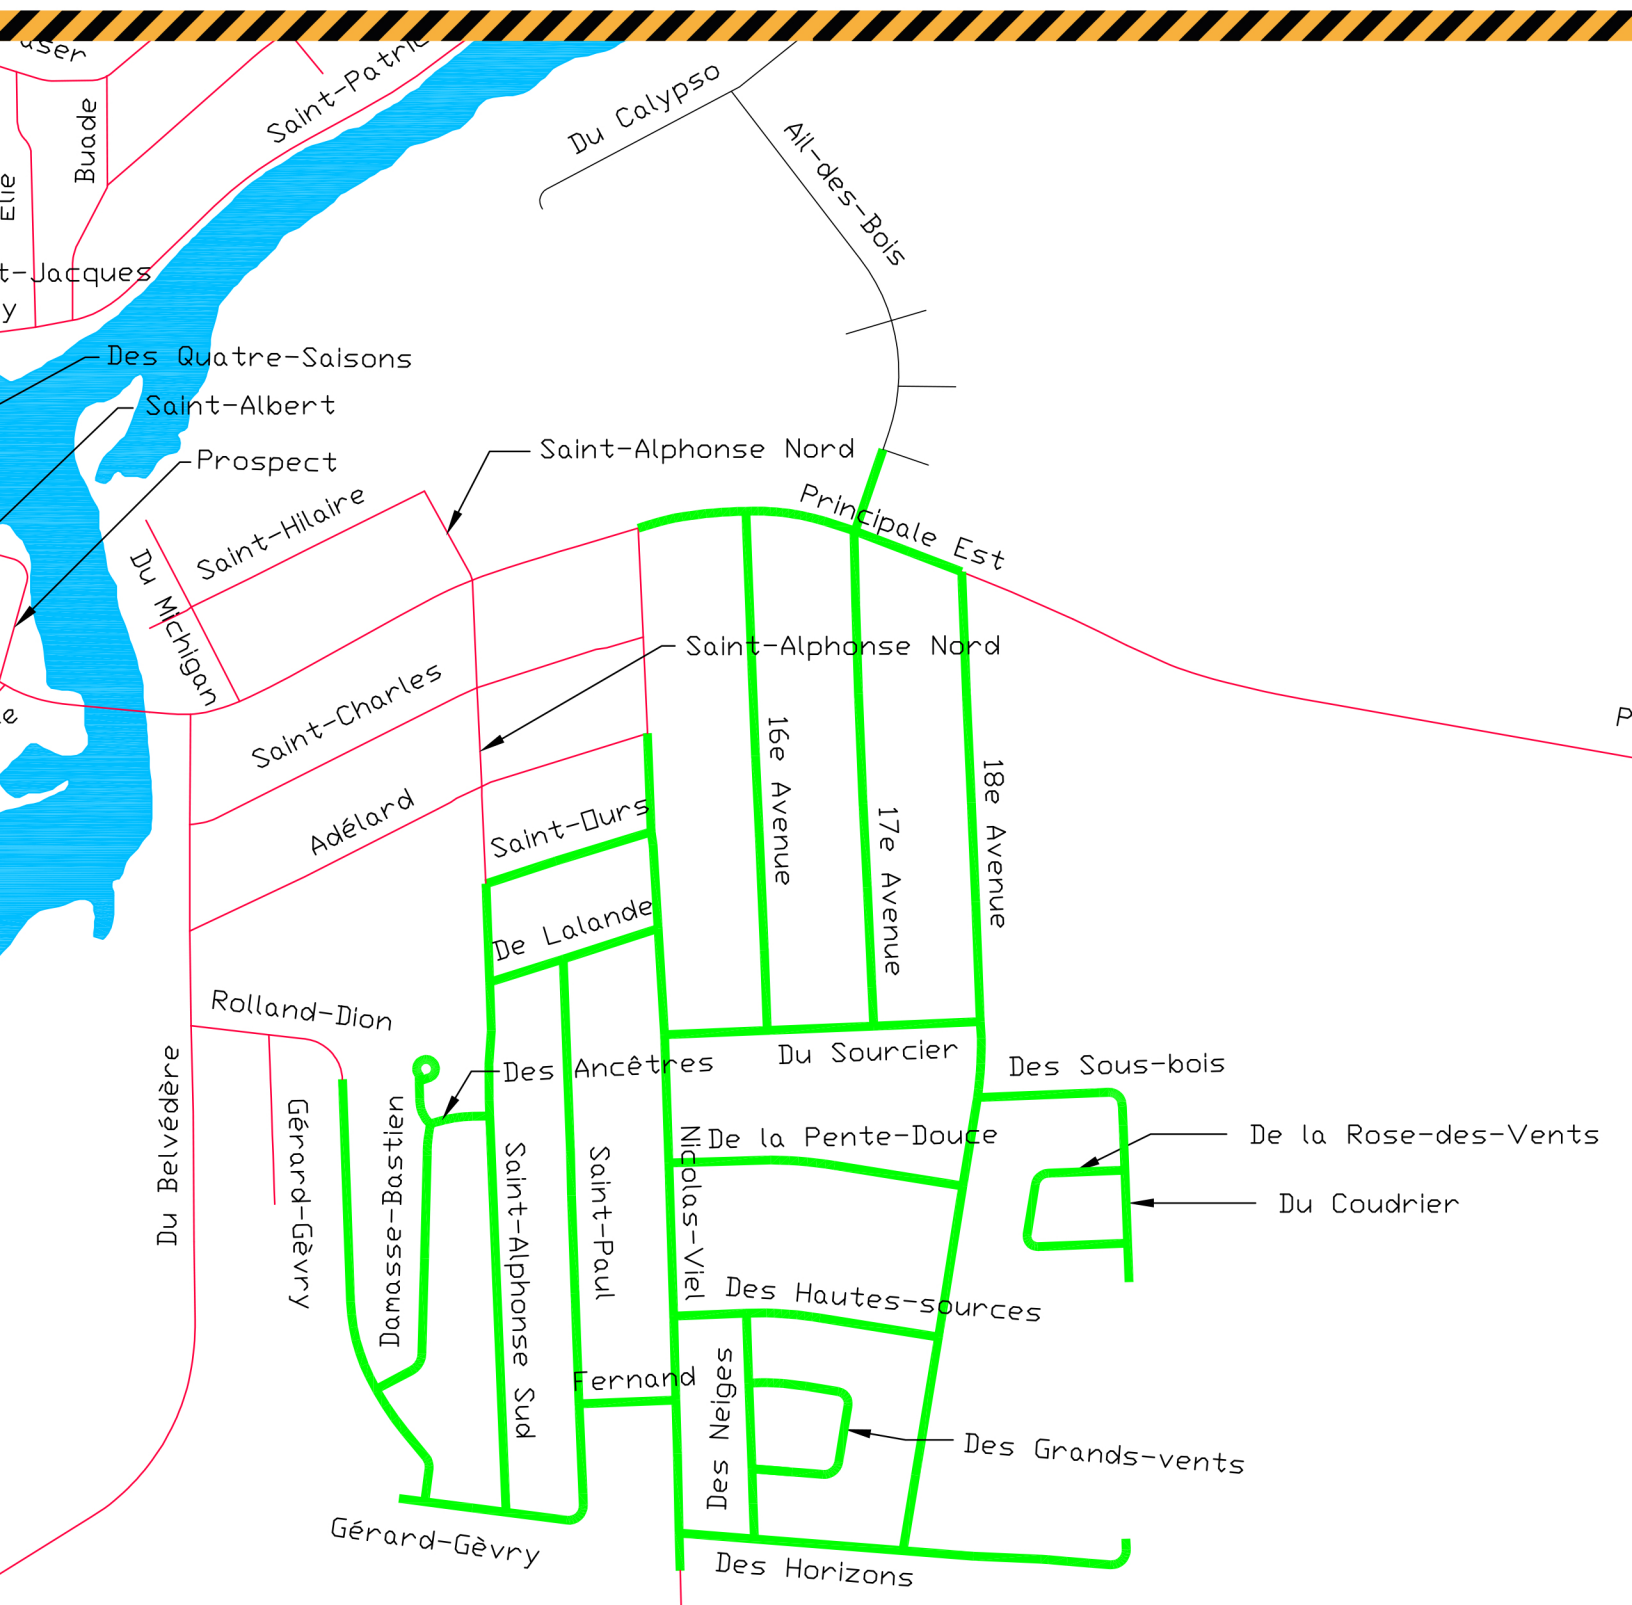 Buade
Saint-Patric
Du Calypso
Ail-des-Bois
Elie
t-Jacques
y
Des Quatre-Saisons
Saint-Albert
Prospect
Saint-Alphonse Nord
Saint-Hilaire
Principale Est
Du Michigan
Saint-Alphonse Nord
Saint-Charles
P
e
16e Avenue
17e Avenue
18e Avenue
Adélard
Saint-Ours
De Lalande
Rolland-Dion
Du Sourcier
Des Ancêtres
Des Sous-bois
Du Belvédère
Gérard-Gèvry
Damasse-Bastien
Saint-Alphonse Sud
Saint-Paul
Nicolas-Viel
De la Pente-Douce
De la Rose-des-Vents
Du Coudrier
Des Hautes-sources
Fernand
Des Neiges
Des Grands-vents
Gérard-Gèvry
Des Horizons